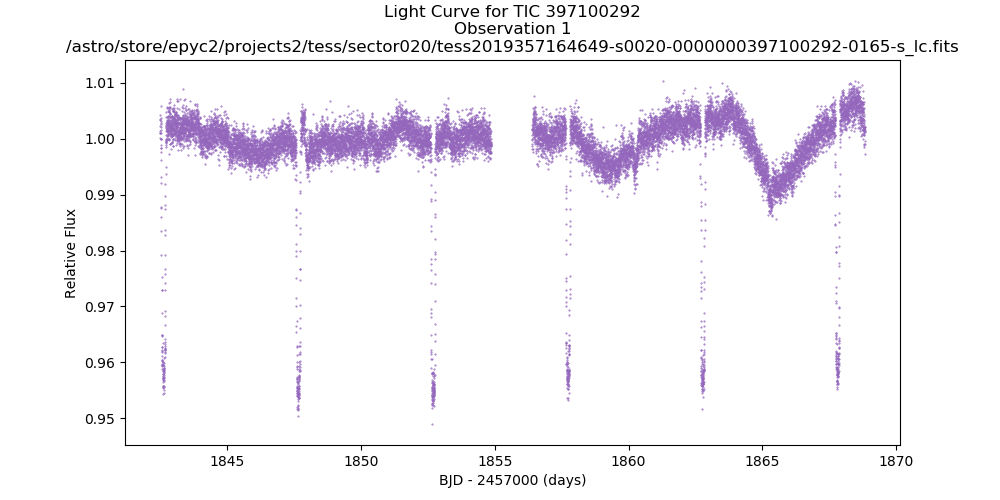 Light Curve for TIC 397100292
Observation 1
/astro/store/epyc2/projects2/tess/sector020/tess2019357164649-s0020-0000000397100292-0165-s_lc.fits
1.01
1.00
0.99
0.98
0.97
0.96
0.95
Relative Flux
1845
1850
1855
1860
1865
1870
BJD - 2457000 (days)